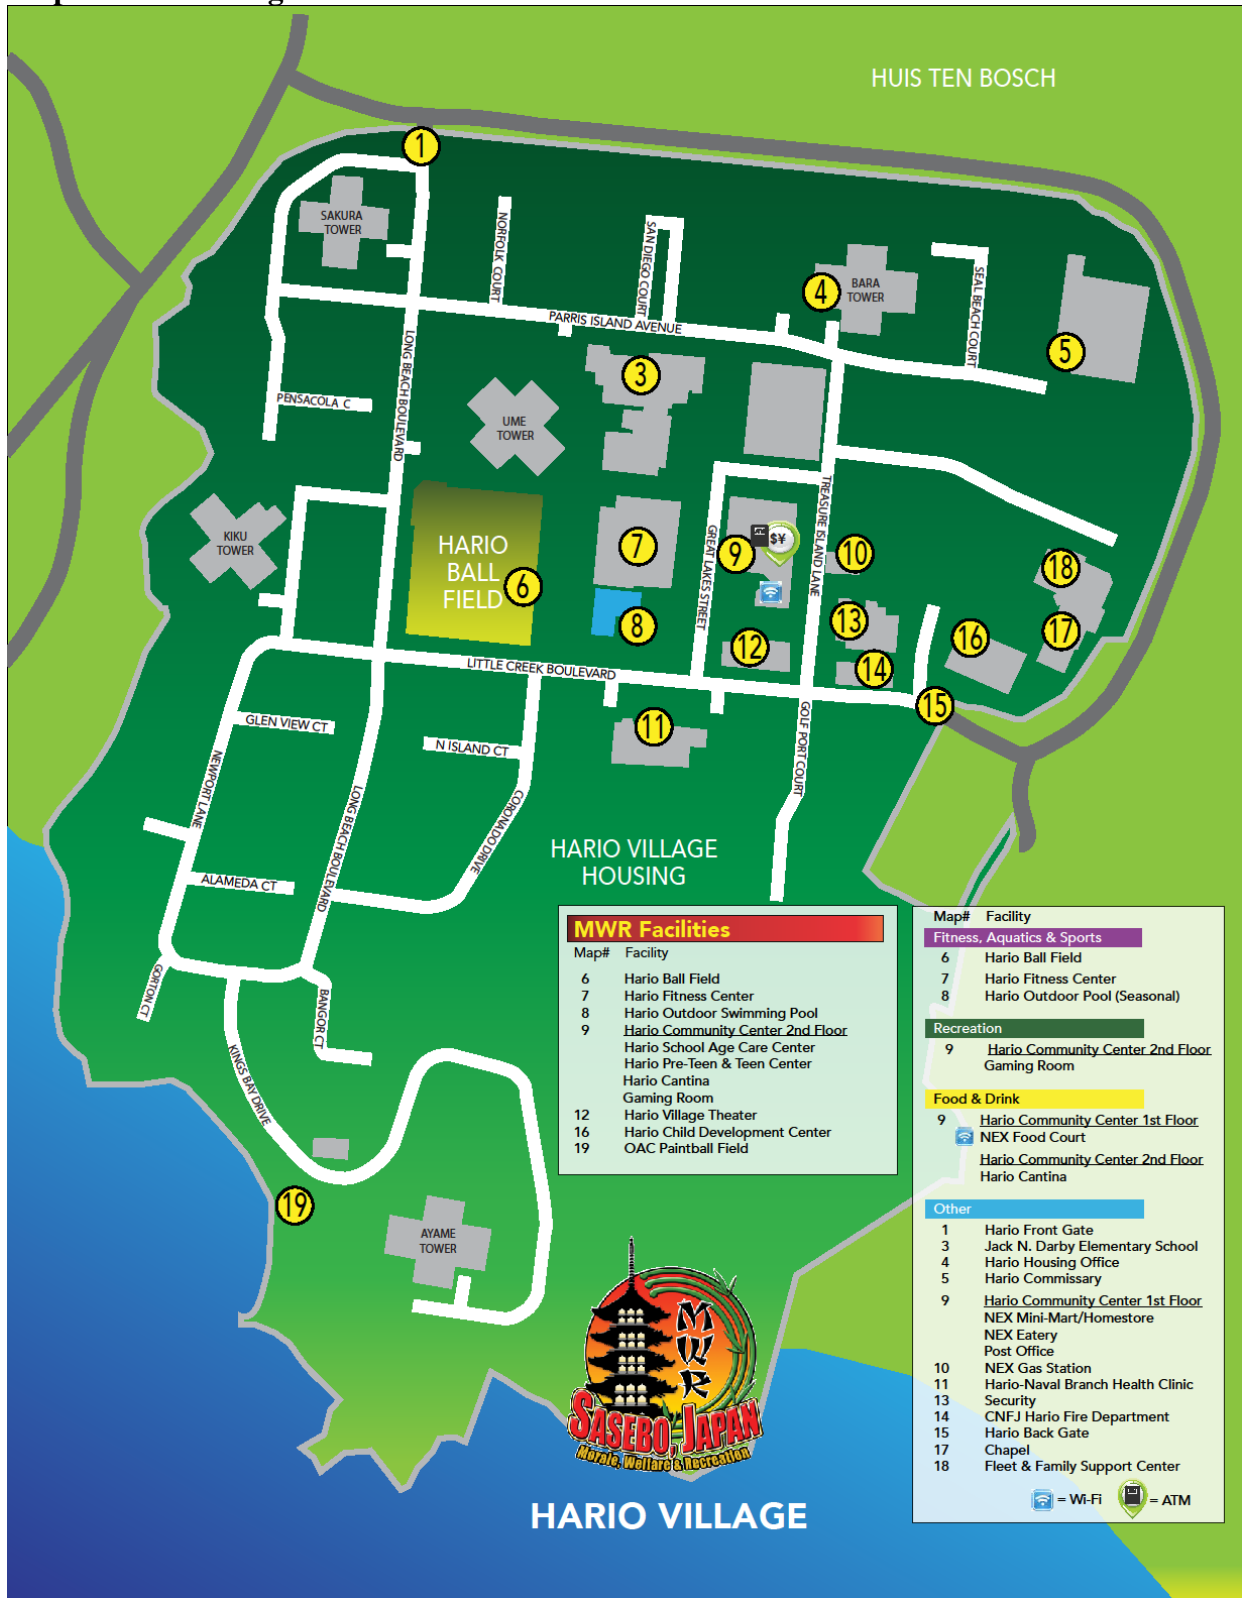 HUIS TEN BOSCH
1
SAKURA
TOWER
NORFOLK COURT
SAN DIEGO COURT
4
BARA
TOWER
SEAL BEACH COURT
PARRIS ISLAND AVENUE
5
LONG BEACH BOULEVARD
3
PENSACOLA C
UME
TOWER
KIKU
TOWER
HARIO
BALL
FIELD
6
7
8
GREAT LAKES STREET
9
$¥
TREASURE ISLAND LANE
10
13
12
14
18
17
16
15
LITTLE CREEK BOULEVARD
11
GLEN VIEW CT
N ISLAND CT
GOLF PORT COURT
NEWPORT LANE
LONG BEACH BOULEVARD
CORONADO DRIVE
ALAMEDA CT
HARIO VILLAGE
HOUSING
GORTON CT
BANGOR CT
KINGS BAY DRIVE
19
AYAME
TOWER
MWR Facilities
Map# Facility
6 Hario Ball Field
7 Hario Fitness Center
8 Hario Outdoor Swimming Pool
9 Hario Community Center 2nd Floor
Hario School Age Care Center
Hario Pre-Teen & Teen Center
Hario Cantina
Gaming Room
12 Hario Village Theater
16 Hario Child Development Center
19 OAC Paintball Field
Map# Facility
Fitness, Aquatics & Sports
6 Hario Ball Field
7 Hario Fitness Center
8 Hario Outdoor Pool (Seasonal)
Recreation
9 Hario Community Center 2nd Floor
Gaming Room
Food & Drink
9 Hario Community Center 1st Floor
NEX Food Court
Hario Community Center 2nd Floor
Hario Cantina
Other
1 Hario Front Gate
3 Jack N. Darby Elementary School
4 Hario Housing Office
5 Hario Commissary
9 Hario Community Center 1st Floor
NEX Mini-Mart/Homestore
NEX Eatery
Post Office
10 NEX Gas Station
11 Hario-Naval Branch Health Clinic
13 Security
14 CNFJ Hario Fire Department
15 Hario Back Gate
17 Chapel
18 Fleet & Family Support Center
= Wi-Fi = ATM
MWR
SASEBO, JAPAN
Morale, Welfare & Recreation
HARIO VILLAGE